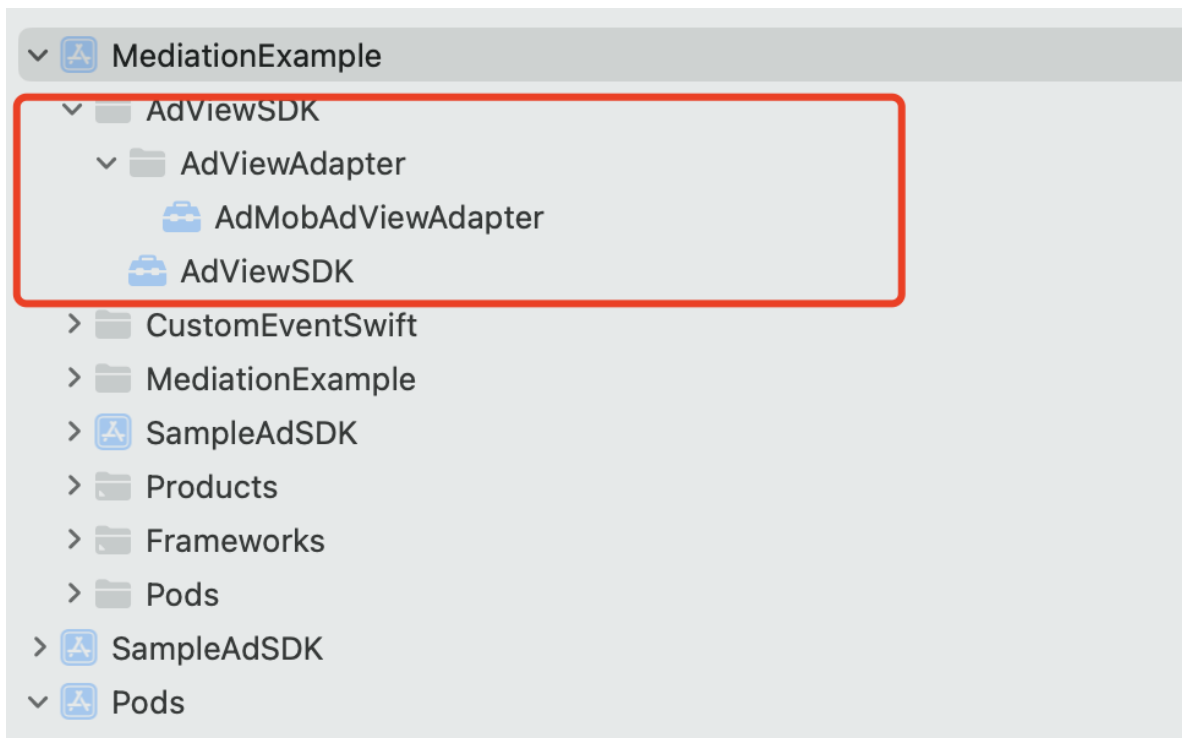 MediationExample
AdViewSDK
AdViewAdapter
AdMobAdViewAdapter
AdViewSDK
CustomEventSwift
MediationExample
SampleAdSDK
Products
Frameworks
Pods
SampleAdSDK
Pods